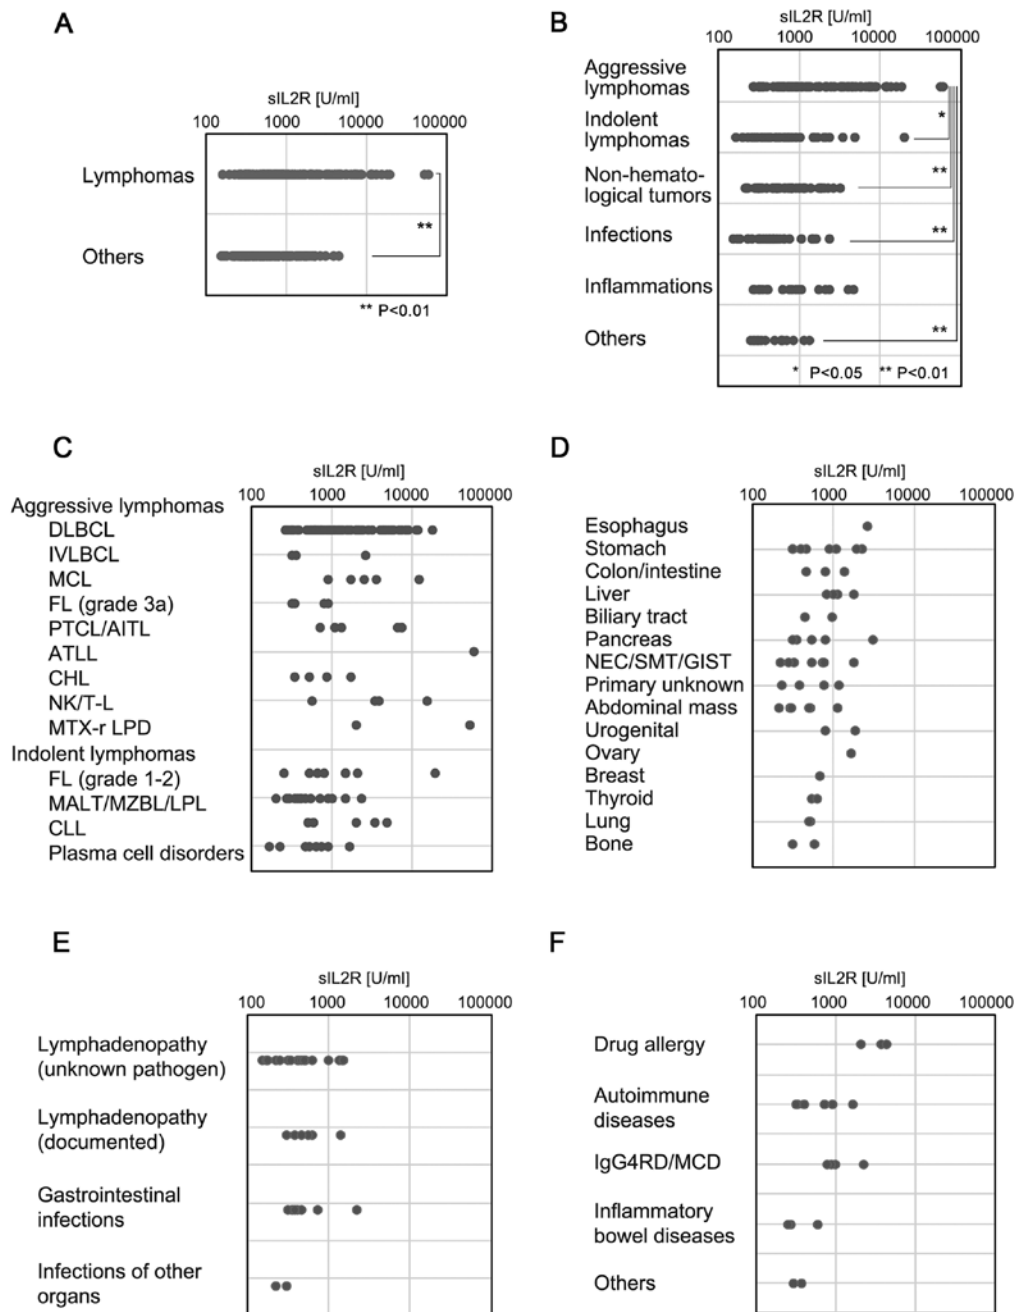 A
sIL2R [U/ml]
100 1000 10000 100000
Lymphomas
**
Others
** P<0.01
B
sIL2R [U/ml]
100 1000 10000 100000
Aggressive
lymphomas
*
Indolent
lymphomas
Non-hemato-
**
logical tumors
Infections **
Inflammations
Others **
* P<0.05 ** P<0.01
C
sIL2R [U/ml]
100 1000 10000 100000
Aggressive lymphomas
DLBCL
IVLBCL
MCL
FL (grade 3a)
PTCL/AITL
ATLL
CHL
NK/T-L
MTX-r LPD
Indolent lymphomas
FL (grade 1-2)
MALT/MZBL/LPL
CLL
Plasma cell disorders
D
sIL2R [U/ml]
100 1000 10000 100000
Esophagus
Stomach
Colon/intestine
Liver
Biliary tract
Pancreas
NEC/SMT/GIST
Primary unknown
Abdominal mass
Urogenital
Ovary
Breast
Thyroid
Lung
Bone
E
sIL2R [U/ml]
100 1000 10000 100000
Lymphadenopathy
(unknown pathogen)
Lymphadenopathy
(documented)
Gastrointestinal
infections
Infections of other
organs
F
sIL2R [U/ml]
100 1000 10000 100000
Drug allergy
Autoimmune
diseases
IgG4RD/MCD
Inflammatory
bowel diseases
Others